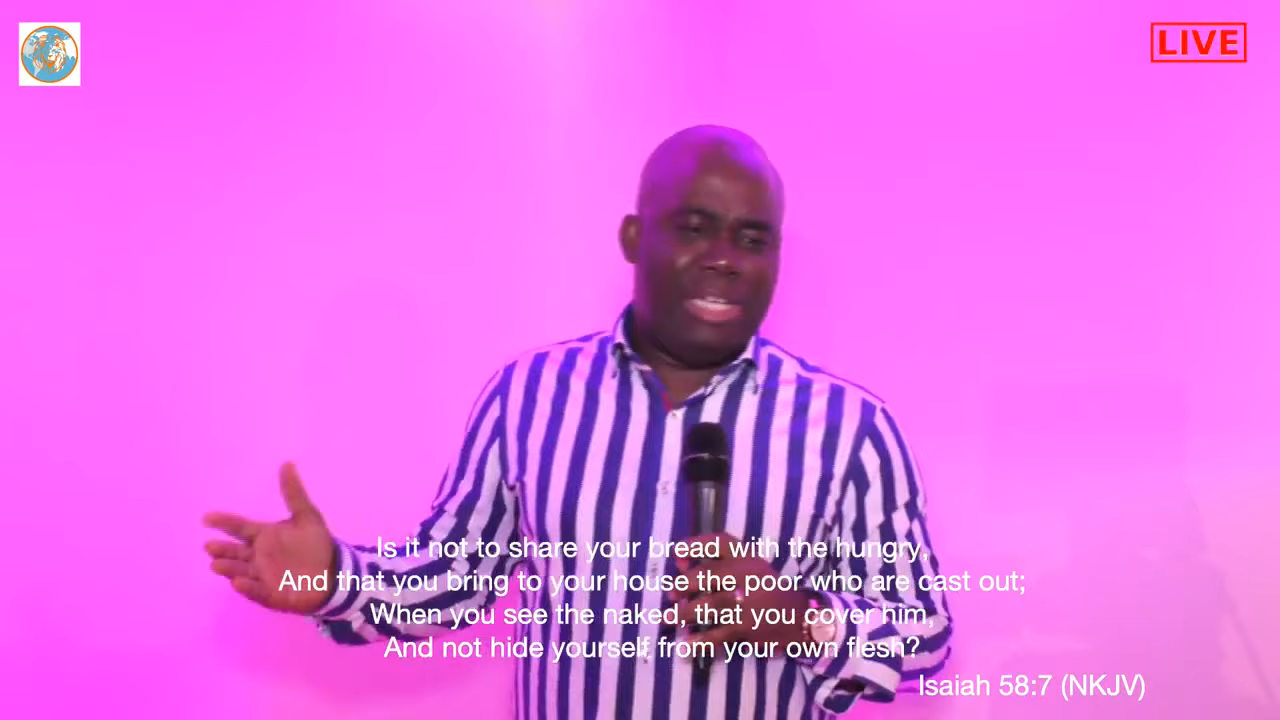 LIVE
Is it not to share your bread with the hungry,
And that you bring to your house the poor who are cast out;
When you see the naked, that you cover him,
And not hide yourself from your own flesh?
Isaiah 58:7 (NKJV)